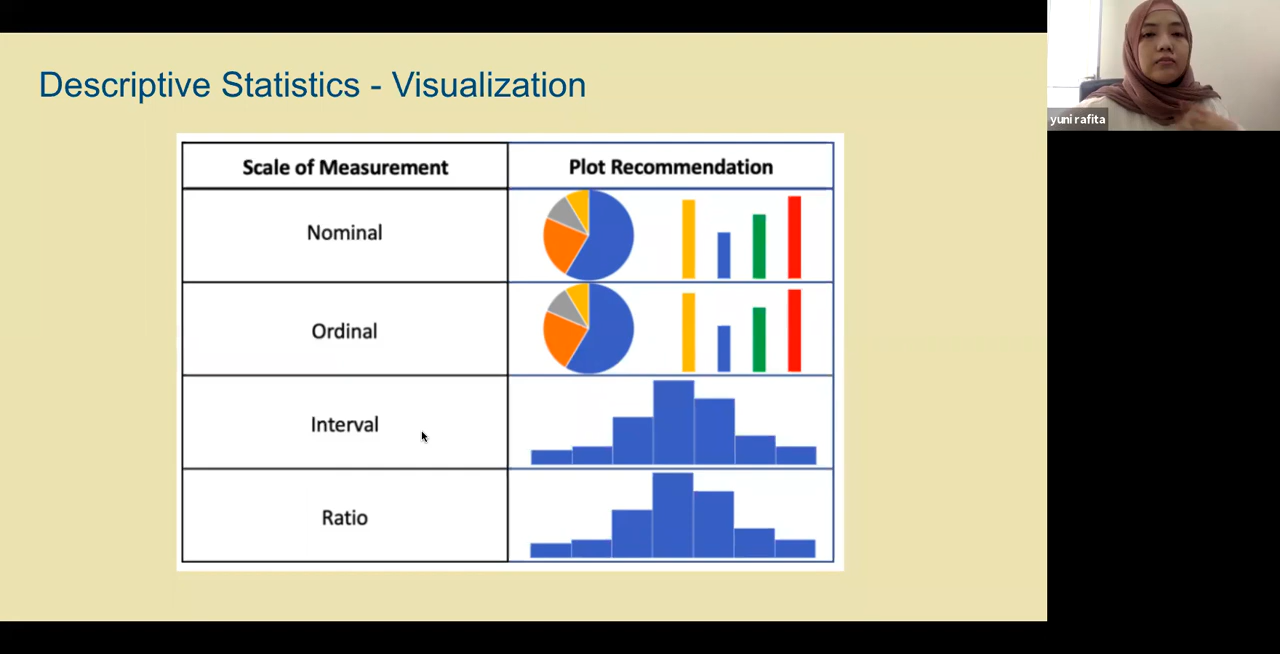 Descriptive Statistics - Visualization
yuni rafita
Scale of Measurement
Plot Recommendation
Nominal
Ordinal
Interval
Ratio